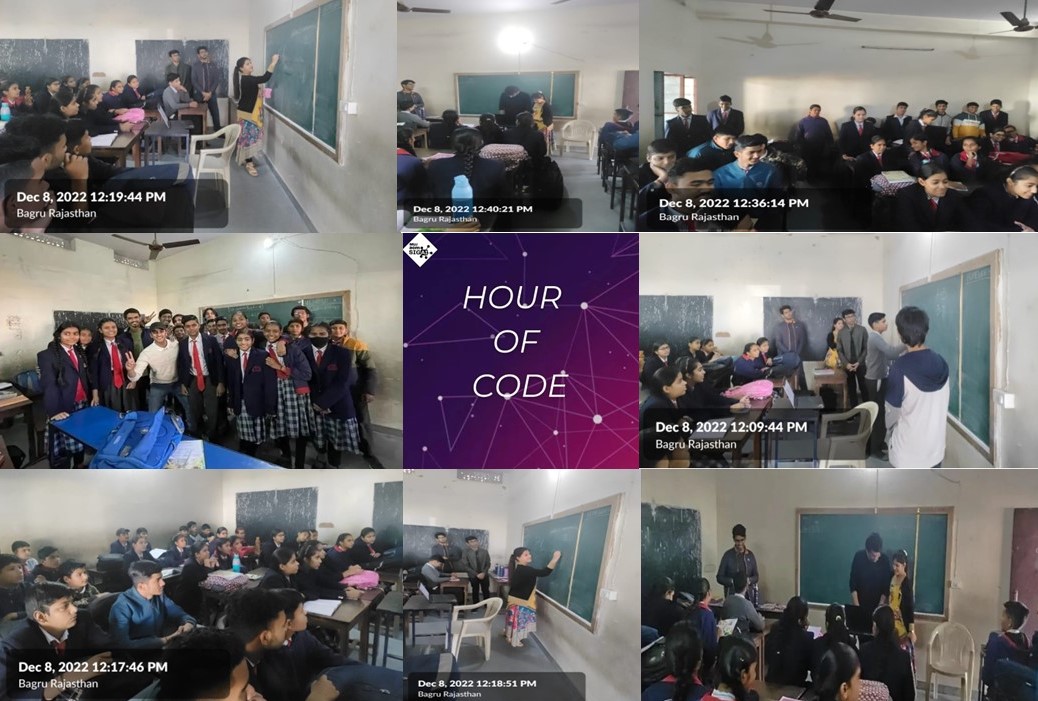 Dec 8, 2022 12:19:44 PM
Bagru Rajasthan
Dec 8, 2022 12:40:21 PM
Bagru Rajasthan
Dec 8, 2022 12:36:14 PM
Bagru Rajasthan
SIG
HOUR
OF
CODE
Dec 8, 2022 12:09:44 PM
Bagru Rajasthan
Dec 8, 2022 12:17:46 PM
Bagru Rajasthan
Dec 8, 2022 12:18:51 PM
Bagru Rajasthan